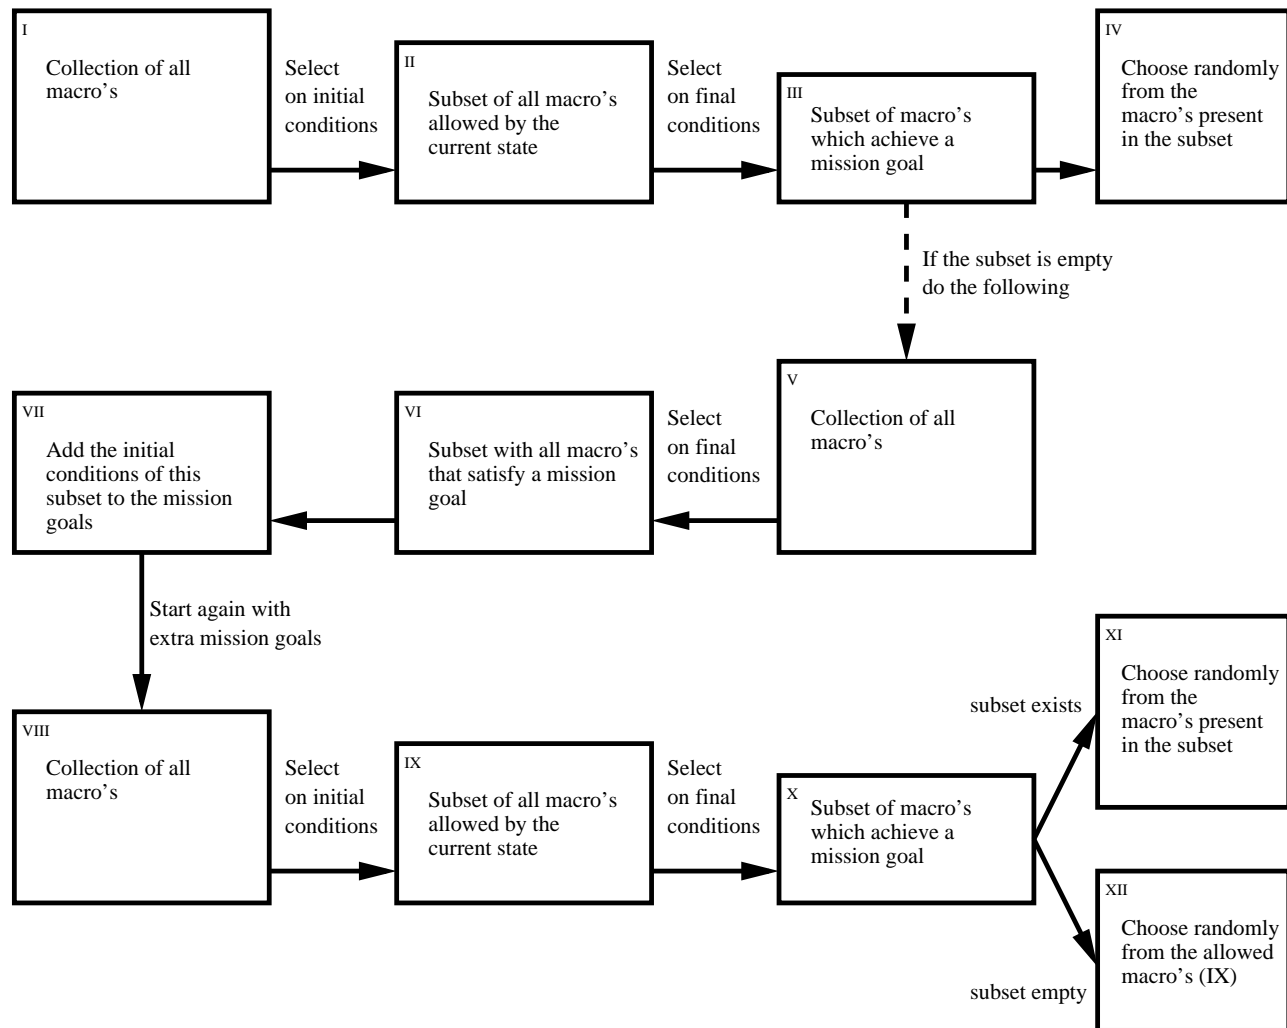 I
Collection of all
macro's
Select
on initial
conditions
II
Subset of all macro's
allowed by the
current state
Select
on final
conditions
III
Subset of macro's
which achieve a
mission goal
IV
Choose randomly
from the
macro's present
in the subset
If the subset is empty
do the following
V
Collection of all
macro's
Select
on final
conditions
VI
Subset with all macro's
that satisfy a mission
goal
VII
Add the initial
conditions of this
subset to the mission
goals
Start again with
extra mission goals
VIII
Collection of all
macro's
Select
on initial
conditions
IX
Subset of all macro's
allowed by the
current state
Select
on final
conditions
X
Subset of macro's
which achieve a
mission goal
subset exists
XI
Choose randomly
from the
macro's present
in the subset
subset empty
XII
Choose randomly
from the allowed
macro's (IX)